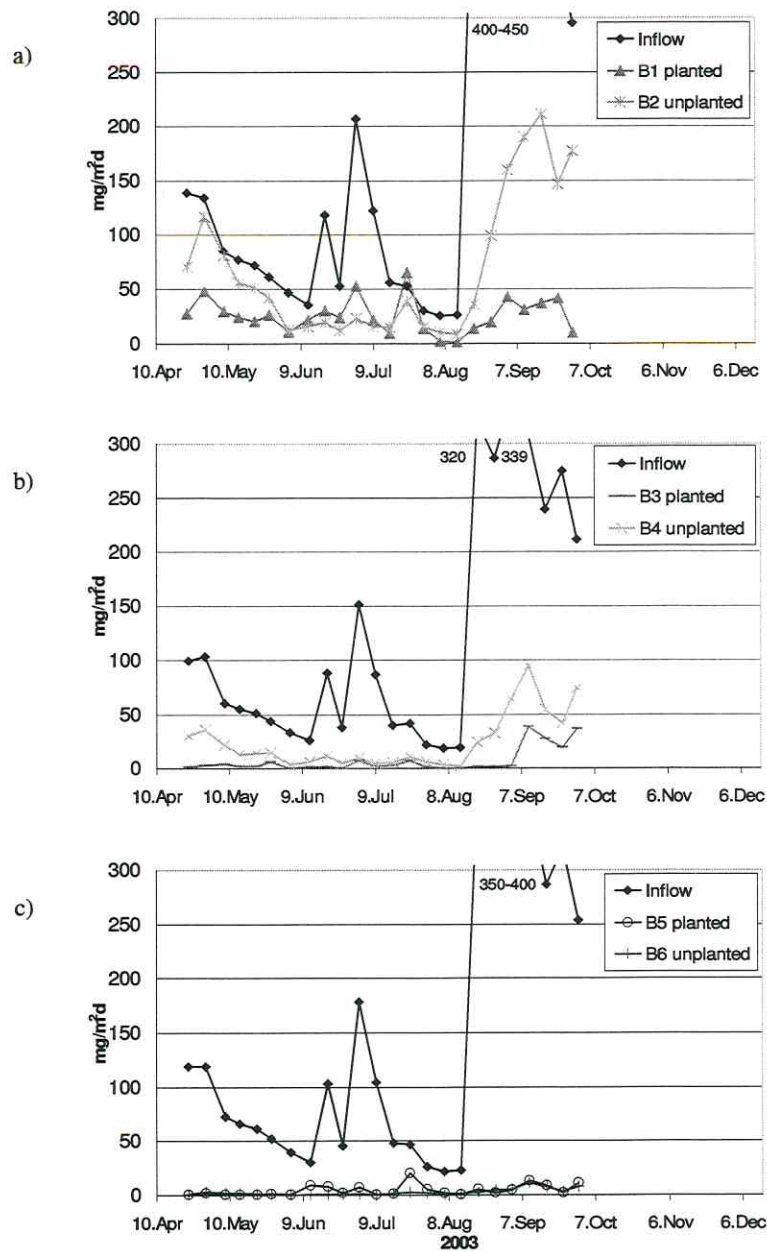 a)
300
250
200
150
100
50
0
mg/m²d
400-450
Inflow
B1 planted
B2 unplanted
10.Apr 10.May 9.Jun 9.Jul 8.Aug 7.Sep 7.Oct 6.Nov 6.Dec
b)
300
250
200
150
100
50
0
mg/m²d
320 339
Inflow
B3 planted
B4 unplanted
10.Apr 10.May 9.Jun 9.Jul 8.Aug 7.Sep 7.Oct 6.Nov 6.Dec
c)
300
250
200
150
100
50
0
mg/m²d
350-400
Inflow
B5 planted
B6 unplanted
10.Apr 10.May 9.Jun 9.Jul 8.Aug 7.Sep 7.Oct 6.Nov 6.Dec
2003